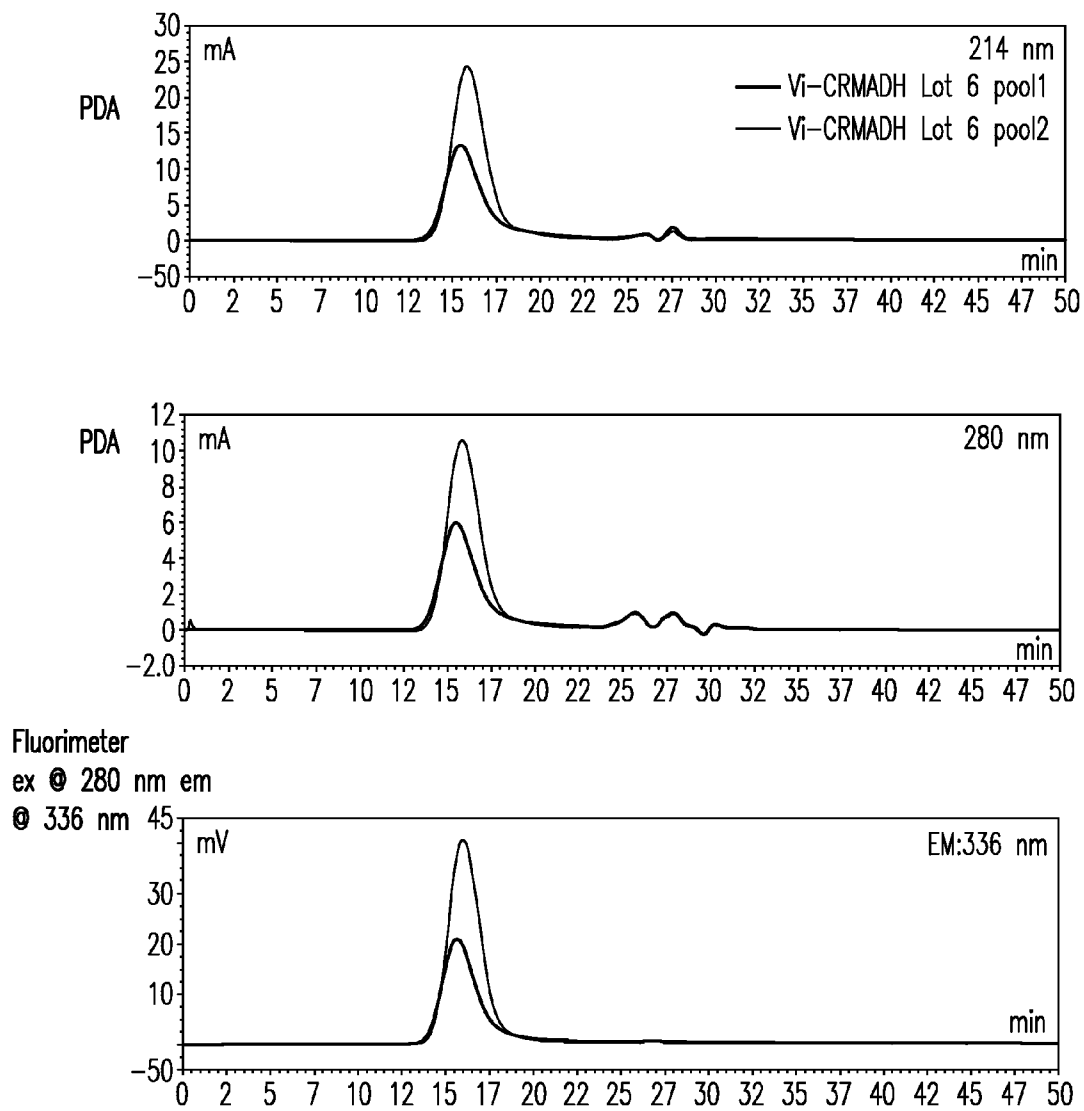 30
mA
214 nm
25
Vi-CRMADH Lot 6 pool1
PDA
20
Vi-CRMADH Lot 6 pool2
15
10
5
0
min
-50
0 2 5 7 10 12 15 17 20 22 25 27 30 32 35 37 40 42 45 47 50
12
PDA
mA
280 nm
10
8
6
4
2
0
min
-2.0
0 2 5 7 10 12 15 17 20 22 25 27 30 32 35 37 40 42 45 47 50
Fluorimeter
ex @ 280 nm em
@ 336 nm
45
mV
EM:336 nm
30
20
10
min
-50
0 2 5 7 10 12 15 17 20 22 25 27 30 32 35 37 40 42 45 47 50